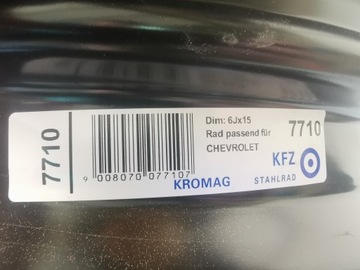 7710
Dim: 6Jx15
Rad passend für
CHEVROLET
7710
9 008070 077107
KROMAG
KFZ
STAHLRAD